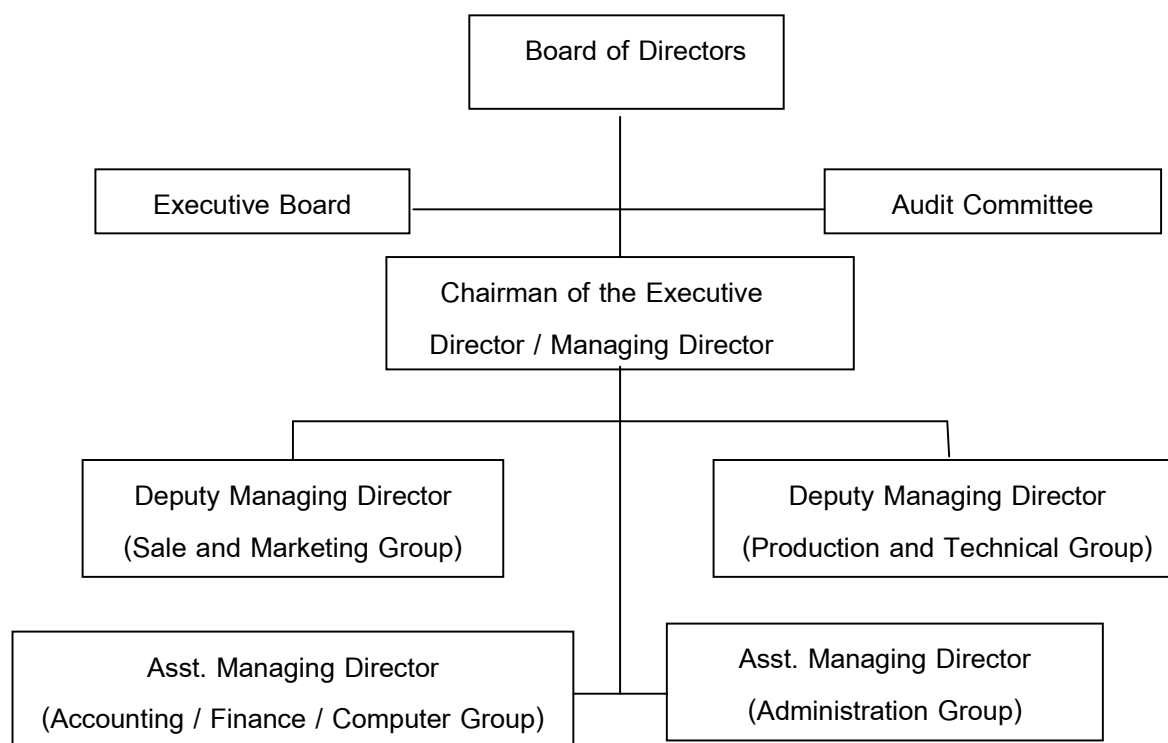 Board of Directors
Executive Board
Audit Committee
Chairman of the Executive
Director / Managing Director
Deputy Managing Director
(Sale and Marketing Group)
Deputy Managing Director
(Production and Technical Group)
Asst. Managing Director
(Accounting / Finance / Computer Group)
Asst. Managing Director
(Administration Group)